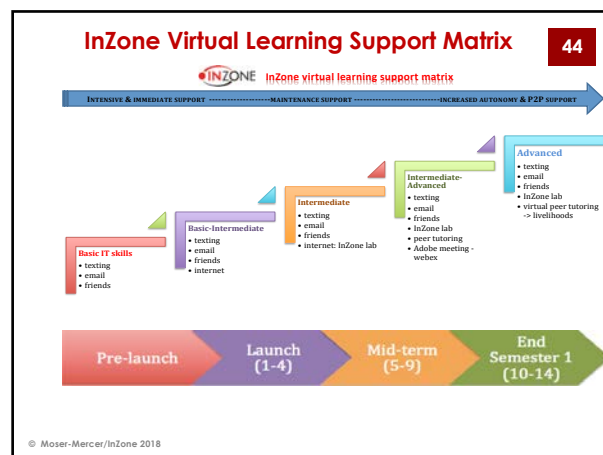 InZone Virtual Learning Support Matrix
44
INZONE InZone virtual learning support matrix
INTENSIVE & IMMEDIATE SUPPORT --------------------MAINTENANCE SUPPORT ----------------------------INCREASED AUTONOMY & P2P SUPPORT
Basic IT skills
• texting
• email
• friends
Basic-Intermediate
• texting
• email
• friends
• internet
Intermediate
• texting
• email
• friends
• internet: InZone lab
Intermediate-
Advanced
• texting
• email
• friends
• InZone lab
• peer tutoring
• Adobe meeting -
webex
Advanced
• texting
• email
• friends
• InZone lab
• virtual peer tutoring
-> livelihoods
Pre-launch
Launch
(1-4)
Mid-term
(5-9)
End
Semester 1
(10-14)
© Moser-Mercer/InZone 2018